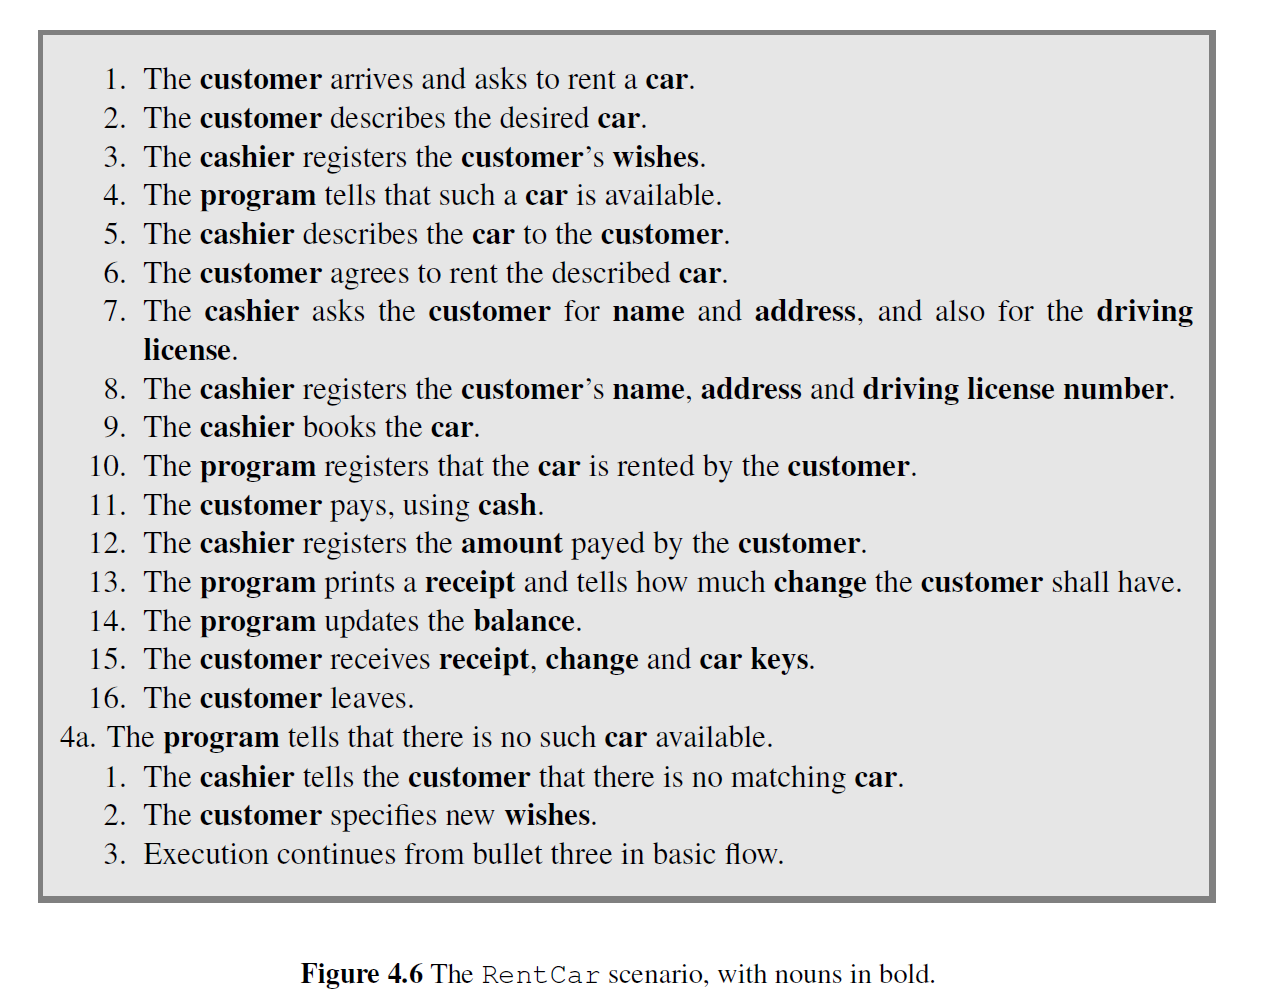 1. The customer arrives and asks to rent a car.
2. The customer describes the desired car.
3. The cashier registers the customer's wishes.
4. The program tells that such a car is available.
5. The cashier describes the car to the customer.
6. The customer agrees to rent the described car.
7. The cashier asks the customer for name and address, and also for the driving
license.
8. The cashier registers the customer's name, address and driving license number.
9. The cashier books the car.
10. The program registers that the car is rented by the customer.
11. The customer pays, using cash.
12. The cashier registers the amount payed by the customer.
13. The program prints a receipt and tells how much change the customer shall have.
14. The program updates the balance.
15. The customer receives receipt, change and car keys.
16. The customer leaves.
4a. The program tells that there is no such car available.
1. The cashier tells the customer that there is no matching car.
2. The customer specifies new wishes.
3. Execution continues from bullet three in basic flow.
Figure 4.6 The RentCar scenario, with nouns in bold.